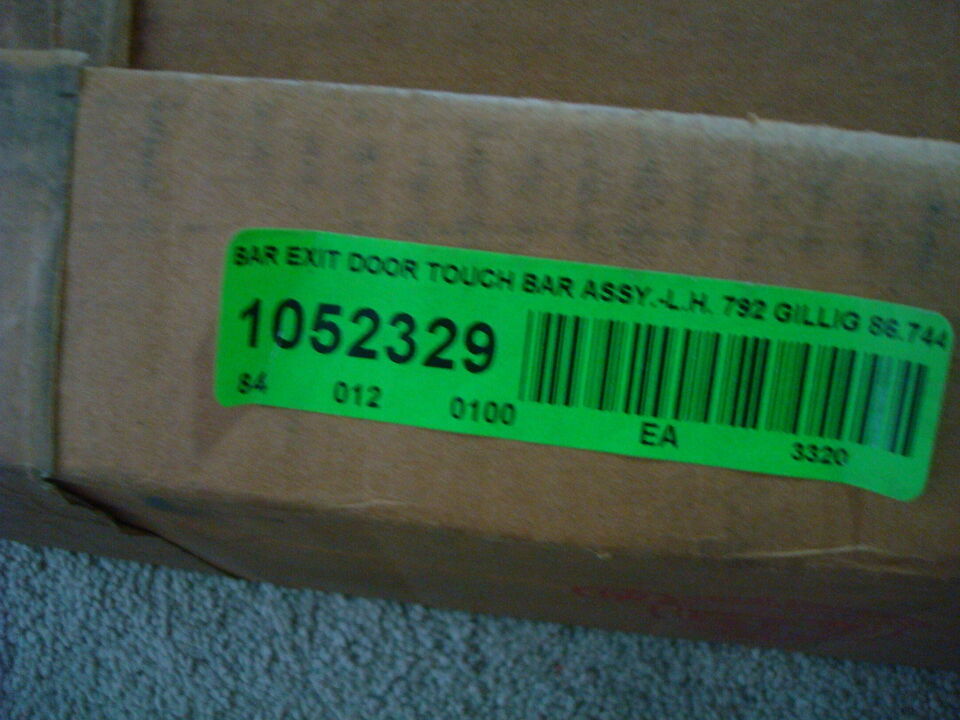 BAR EXIT DOOR TOUCH BAR ASSY.-L.H. 792 GILLIG 86.744
1052329
84 012 0100 EA 3320